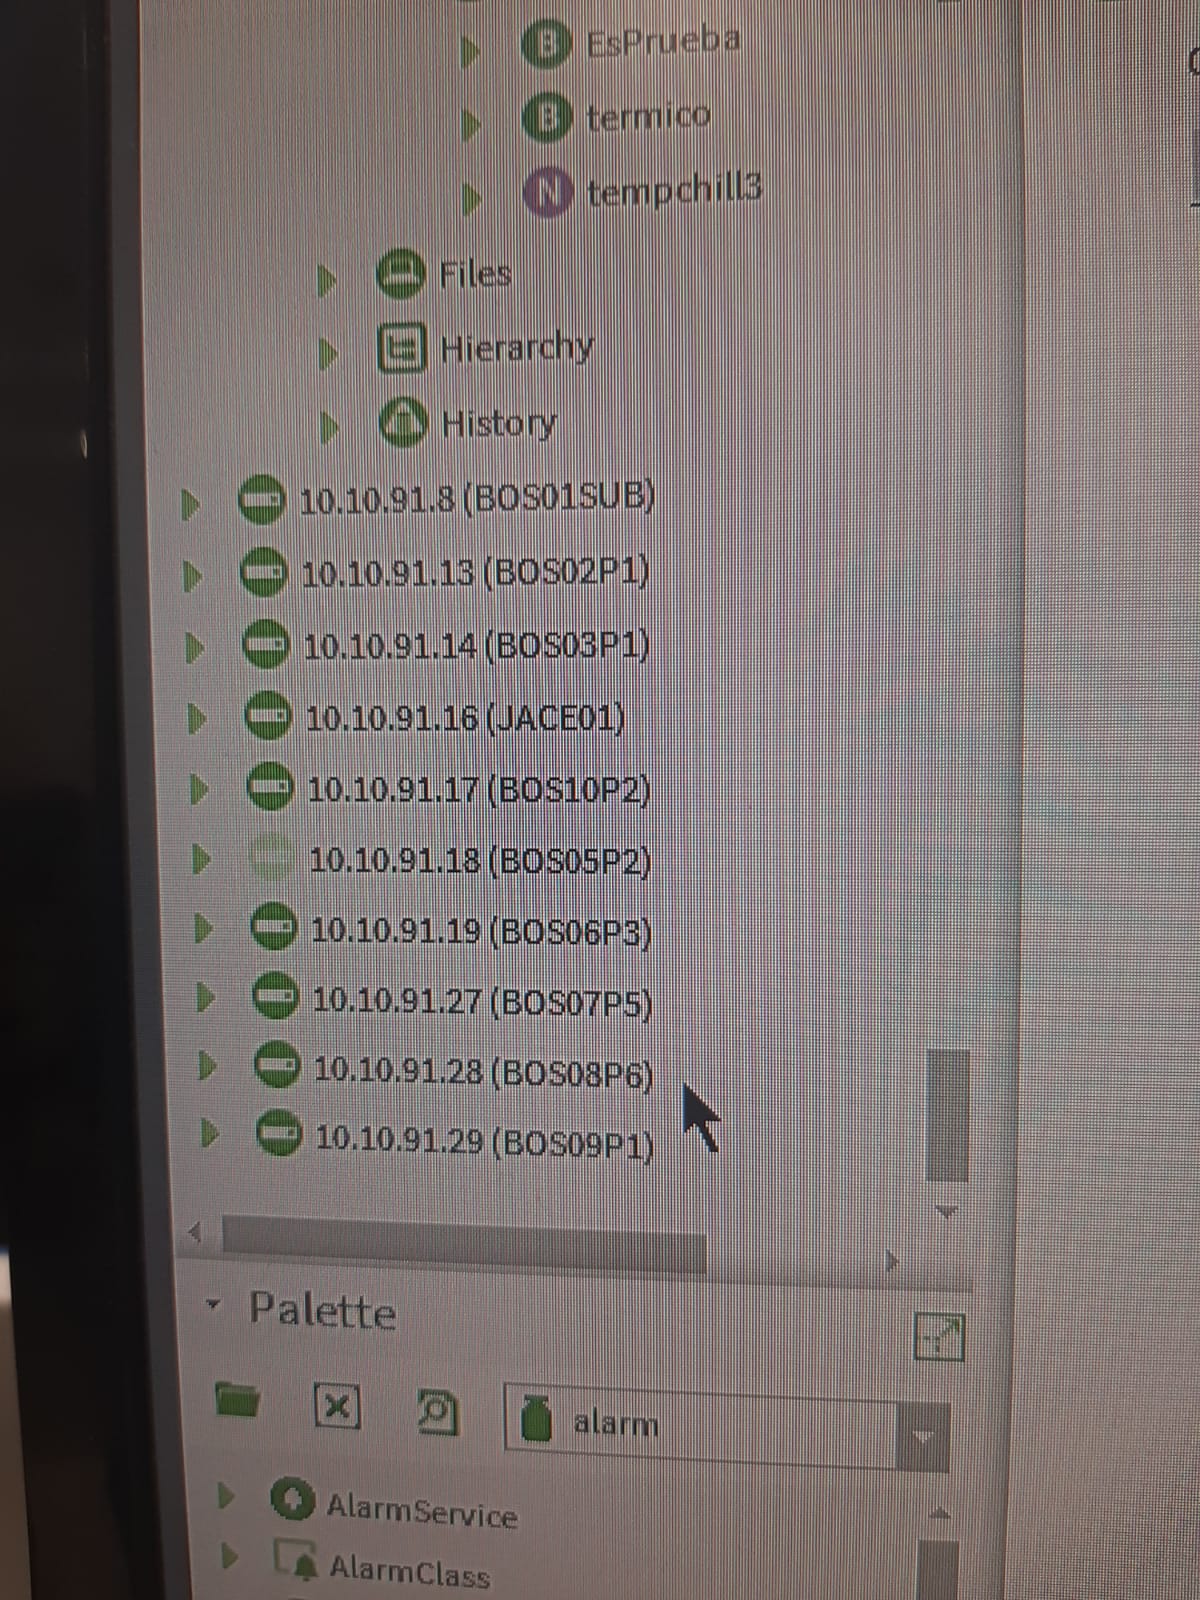 B EsPrueba
B termico
N tempchill3
Files
Hierarchy
History
10.10.91.8 (BOS01SUB)
10.10.91.13 (BOS02P1)
10.10.91.14 (BOS03P1)
10.10.91.16 (JACE01)
10.10.91.17 (BOS10P2)
10.10.91.18 (BOS05P2)
10.10.91.19 (BOS06P3)
10.10.91.27 (BOS07P5)
10.10.91.28 (BOS08P6)
10.10.91.29 (BOS09P1)
Palette
alarm
AlarmService
AlarmClass